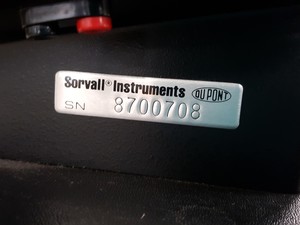 Sorvall® Instruments DU PONT
SN 8700708